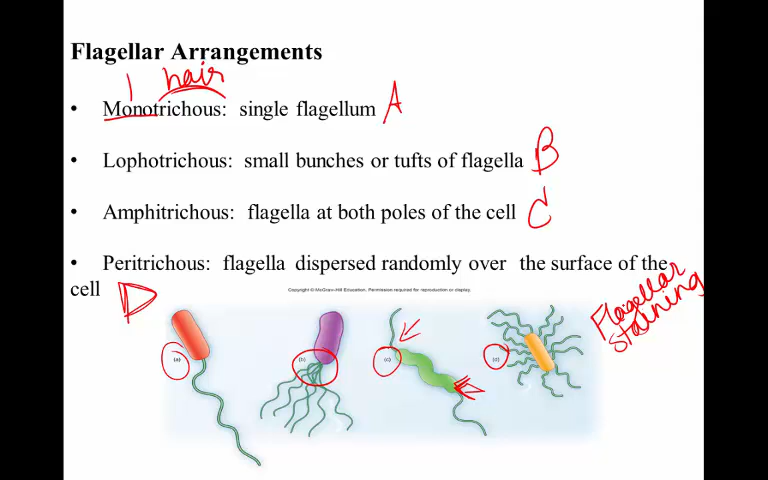 Flagellar Arrangements
1 hair
• Monotrichous: single flagellum A
• Lophotrichous: small bunches or tufts of flagella B
• Amphitrichous: flagella at both poles of the cell C
• Peritrichous: flagella dispersed randomly over the surface of the
cell D
Copyright © McGraw-Hill Education. Permission required for reproduction or display.
Flagellar
staining
(a) (b) (c) (d)